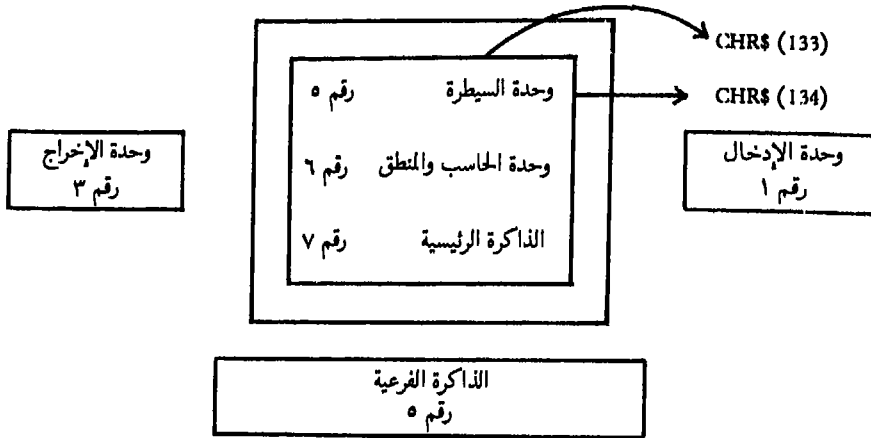 CHR$ (133)
CHR$ (134)
وحدة السيطرة رقم ٥
وحدة الحاسب والمنطق رقم ٦
الذاكرة الرئيسية رقم ٧
وحدة الإدخال
رقم ١
وحدة الإخراج
رقم ٣
الذاكرة الفرعية
رقم ٥